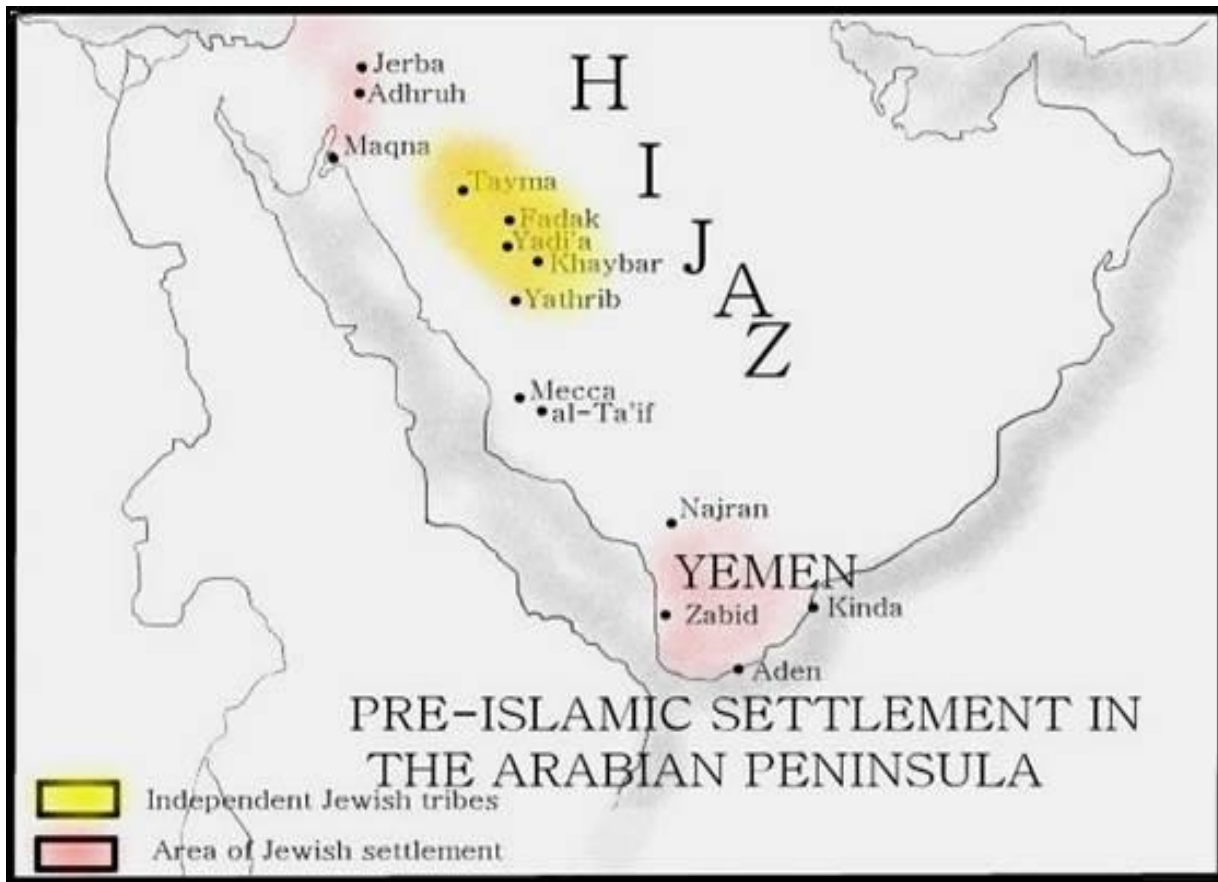 Jerba
Adhruh
Maqna
HIJAZ
Tayma
Fadak
Yadi'a
Khaybar
Yathrib
Mecca
al-Ta'if
Najran
YEMEN
Zabid
Kinda
Aden
PRE-ISLAMIC SETTLEMENT IN
THE ARABIAN PENINSULA
Independent Jewish tribes
Area of Jewish settlement